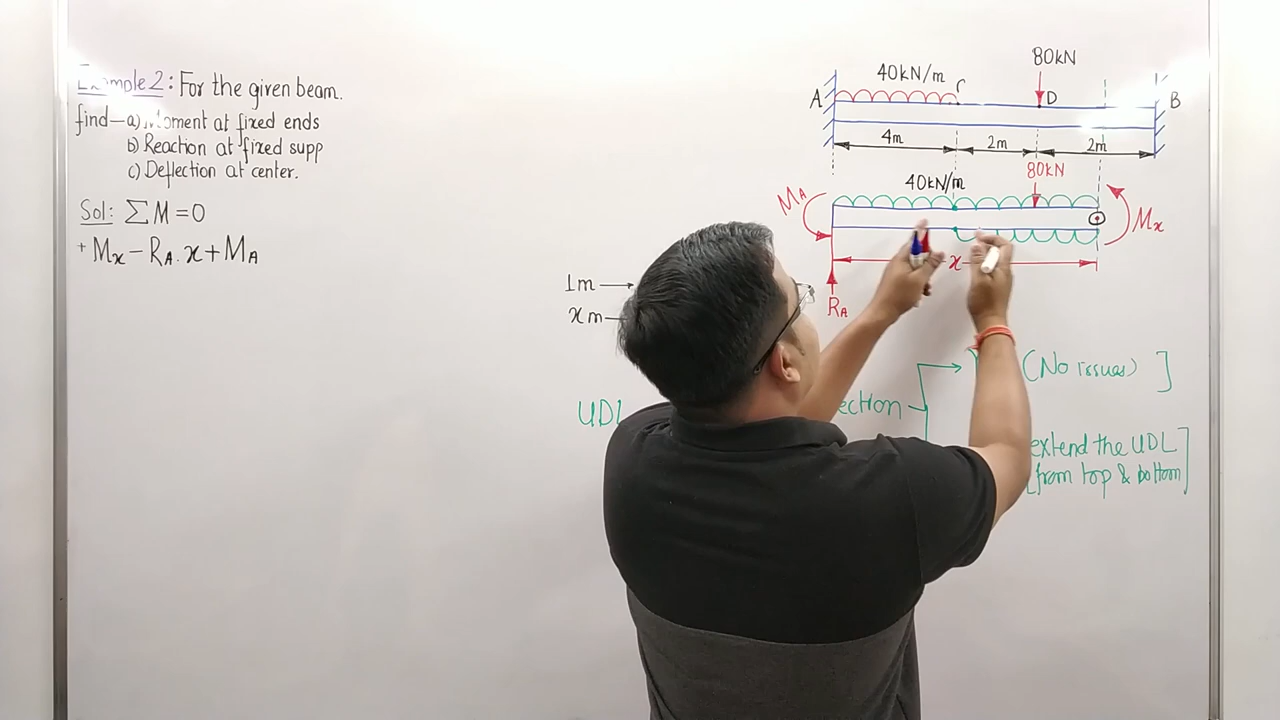 Example 2: For the given beam.
find—a) Moment at fixed ends
b) Reaction at fixed supp
c) Deflection at center.
Sol: ΣM=0
+ Mx − RA. x + MA
80kN
40kN/m
A
C
D
B
4m
2m
2m
80kN
40kN/m
MA
Mx
x
RA
1m →
x m
UDL
ection
(No issues) ]
extend the UDL
[from top & bottom]